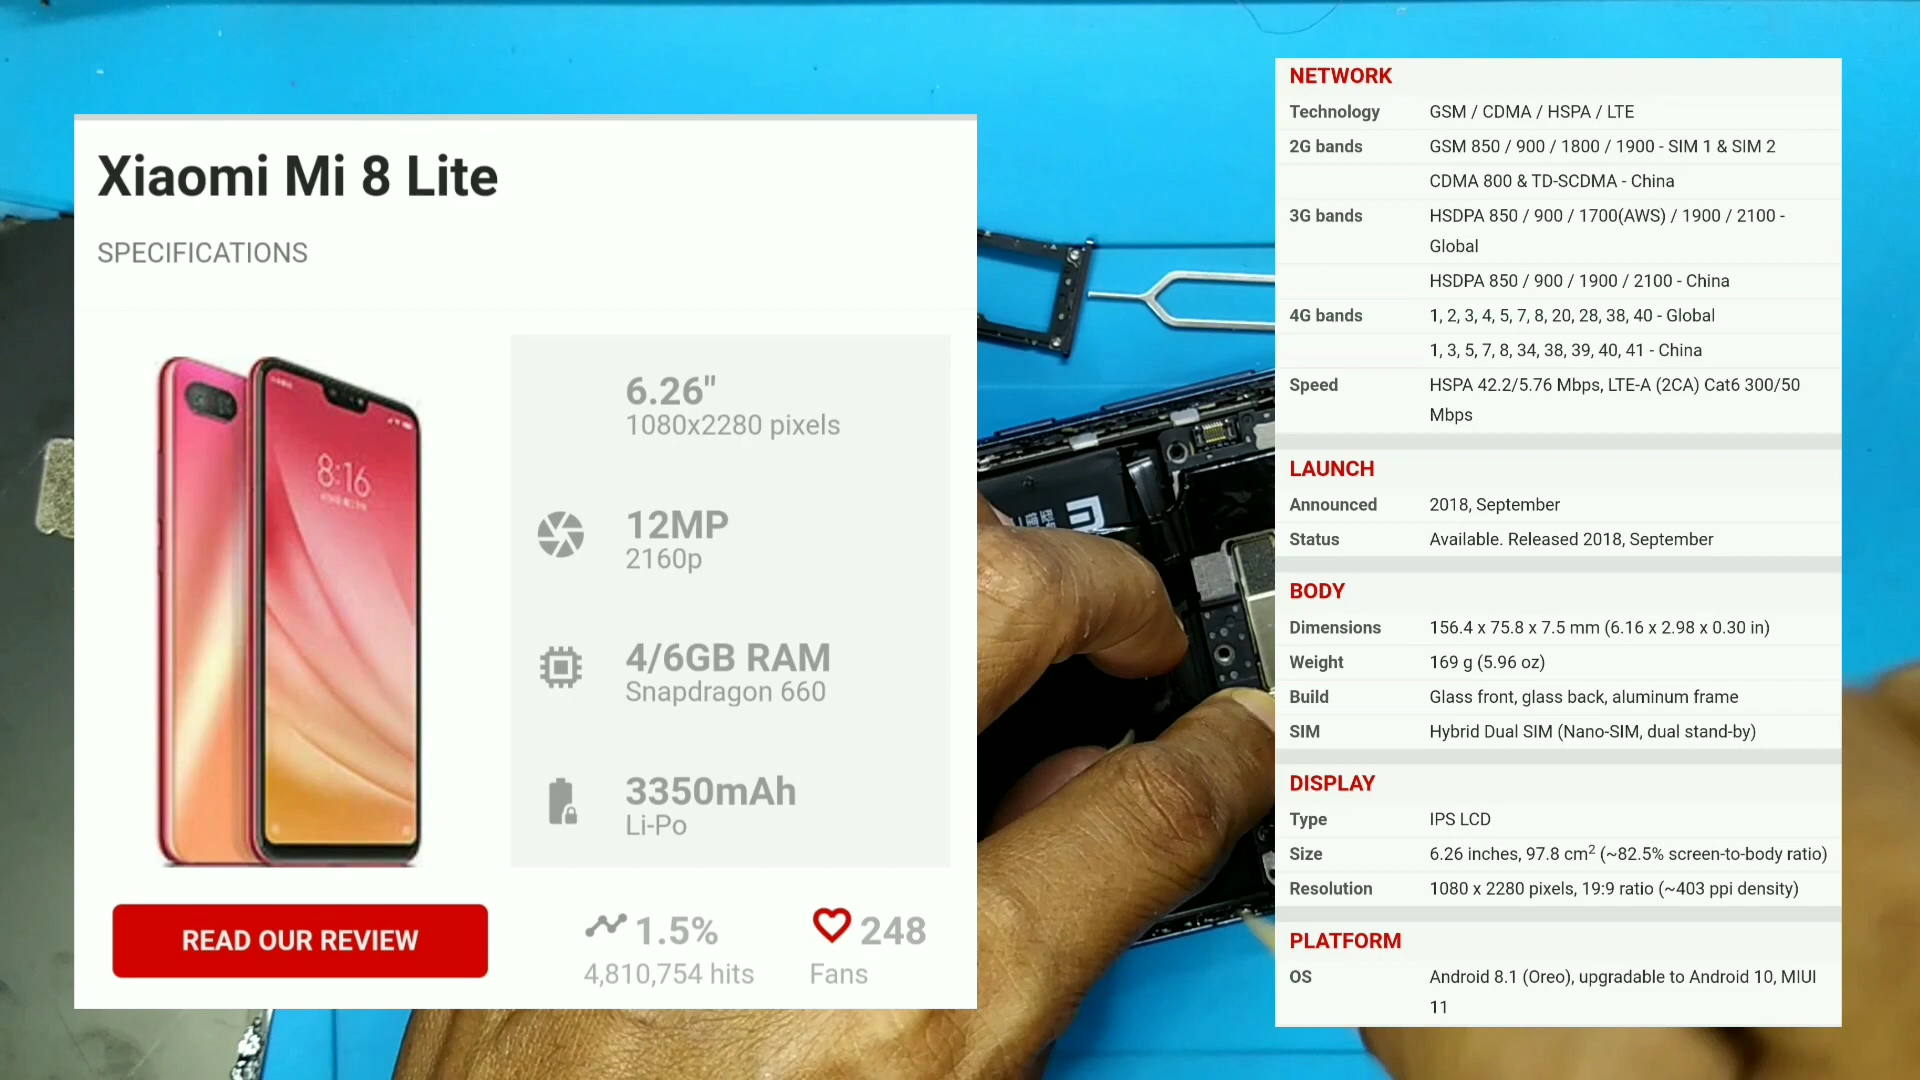 Xiaomi Mi 8 Lite
SPECIFICATIONS
8:16
6.26"
1080x2280 pixels
12MP
2160p
4/6GB RAM
Snapdragon 660
3350mAh
Li-Po
READ OUR REVIEW
1.5%
4,810,754 hits
248
Fans
NETWORK
Technology GSM / CDMA / HSPA / LTE
2G bands GSM 850 / 900 / 1800 / 1900 - SIM 1 & SIM 2
CDMA 800 & TD-SCDMA - China
3G bands HSDPA 850 / 900 / 1700(AWS) / 1900 / 2100 -
Global
HSDPA 850 / 900 / 1900 / 2100 - China
4G bands 1, 2, 3, 4, 5, 7, 8, 20, 28, 38, 40 - Global
1, 3, 5, 7, 8, 34, 38, 39, 40, 41 - China
Speed HSPA 42.2/5.76 Mbps, LTE-A (2CA) Cat6 300/50
Mbps
LAUNCH
Announced 2018, September
Status Available. Released 2018, September
BODY
Dimensions 156.4 x 75.8 x 7.5 mm (6.16 x 2.98 x 0.30 in)
Weight 169 g (5.96 oz)
Build Glass front, glass back, aluminum frame
SIM Hybrid Dual SIM (Nano-SIM, dual stand-by)
DISPLAY
Type IPS LCD
Size 6.26 inches, 97.8 cm² (~82.5% screen-to-body ratio)
Resolution 1080 x 2280 pixels, 19:9 ratio (~403 ppi density)
PLATFORM
OS Android 8.1 (Oreo), upgradable to Android 10, MIUI
11